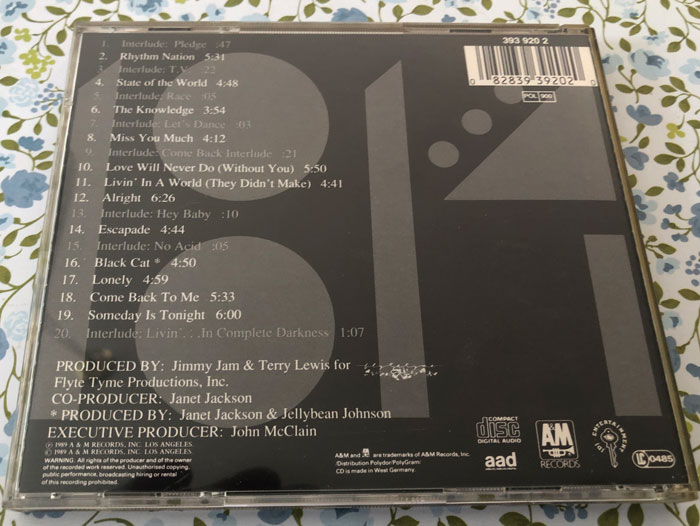 393 920 2
0 82839 39202 0
POL 900
1. Interlude: Pledge :47
2. Rhythm Nation 5:31
3. Interlude: T.V. :22
4. State of the World 4:48
5. Interlude: Race :05
6. The Knowledge 3:54
7. Interlude: Let's Dance :03
8. Miss You Much 4:12
9. Interlude: Come Back Interlude :21
10. Love Will Never Do (Without You) 5:50
11. Livin' In A World (They Didn't Make) 4:41
12. Alright 6:26
13. Interlude: Hey Baby :10
14. Escapade 4:44
15. Interlude: No Acid :05
16. Black Cat * 4:50
17. Lonely 4:59
18. Come Back To Me 5:33
19. Someday Is Tonight 6:00
20. Interlude: Livin'...In Complete Darkness 1:07
PRODUCED BY: Jimmy Jam & Terry Lewis for
Flyte Tyme Productions, Inc.
CO-PRODUCER: Janet Jackson
* PRODUCED BY: Janet Jackson & Jellybean Johnson
EXECUTIVE PRODUCER: John McClain
℗ 1989 A & M RECORDS, INC. LOS ANGELES.
© 1989 A & M RECORDS, INC. LOS ANGELES.
WARNING. All rights of the producer and of the owner
of the recorded work reserved. Unauthorised copying,
public performance, broadcasting hiring or rental
of this recording prohibited.
A&M and are trademarks of A&M Records, Inc.
Distribution Polydor/PolyGram
CD is made in West Germany.
COMPACT
disc
DIGITAL AUDIO
aad
A&M
RECORDS
ENTERTAINMENT
LC 0485